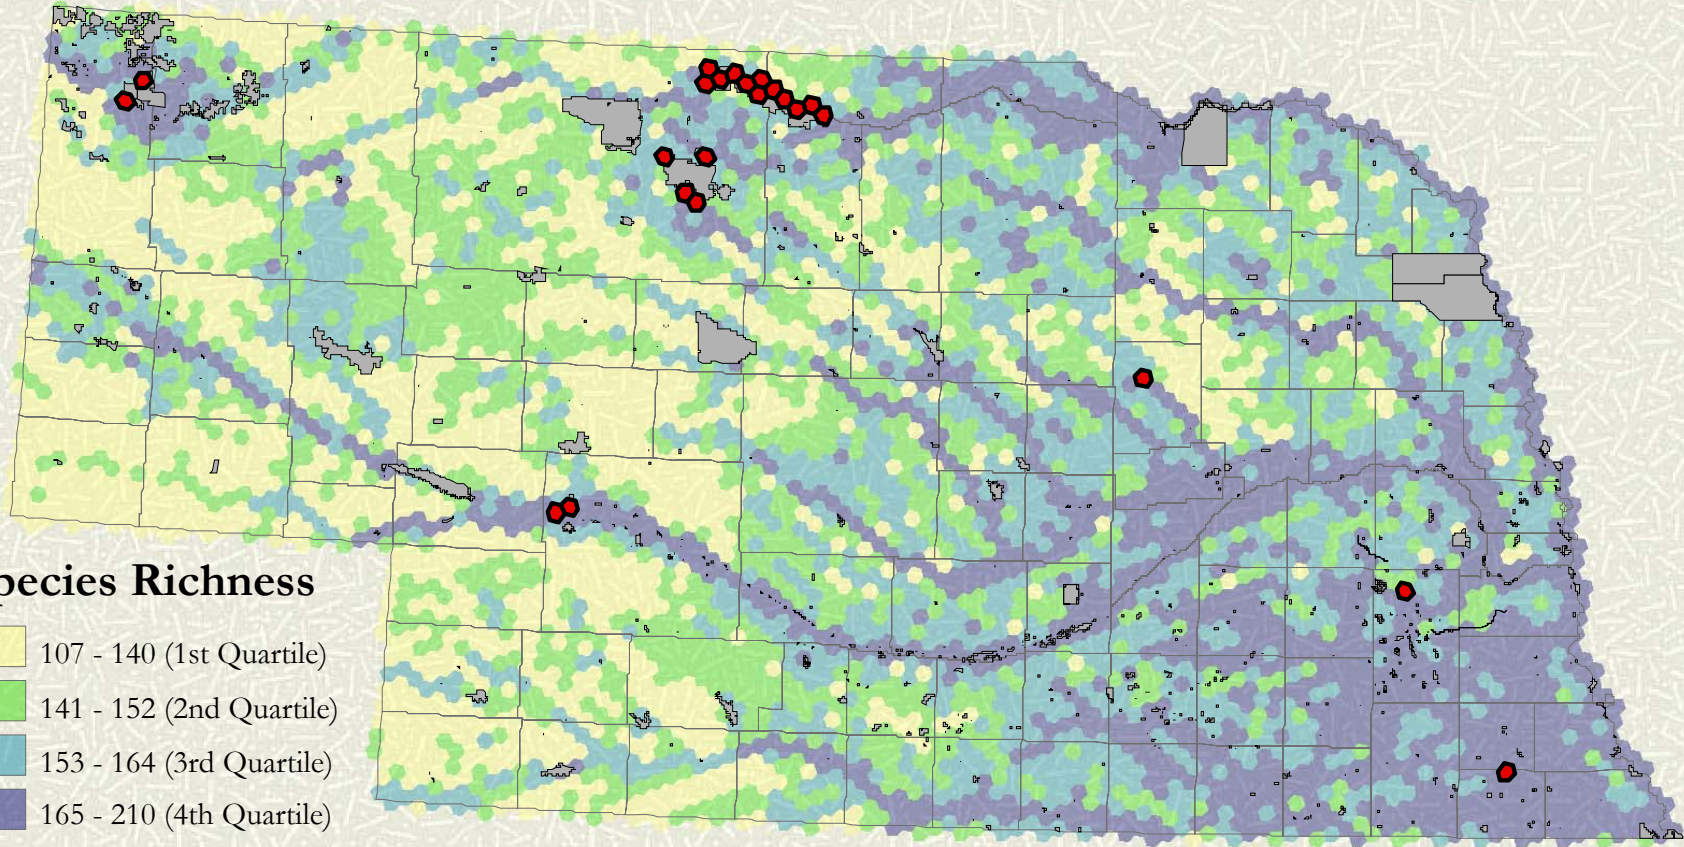 pecies Richness
107 - 140 (1st Quartile)
141 - 152 (2nd Quartile)
153 - 164 (3rd Quartile)
165 - 210 (4th Quartile)